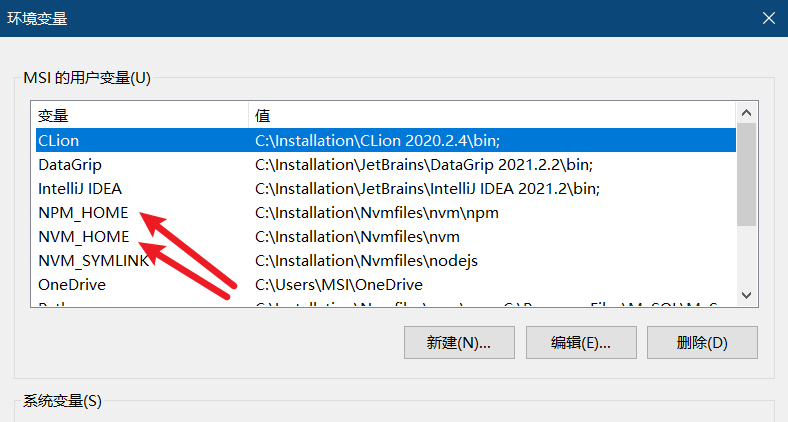 环境变量
MSI 的用户变量(U)
变量 值
CLion C:\Installation\CLion 2020.2.4\bin;
DataGrip C:\Installation\JetBrains\DataGrip 2021.2.2\bin;
IntelliJ IDEA C:\Installation\JetBrains\IntelliJ IDEA 2021.2\bin;
NPM_HOME C:\Installation\Nvmfiles\nvm\npm
NVM_HOME C:\Installation\Nvmfiles\nvm
NVM_SYMLINK C:\Installation\Nvmfiles\nodejs
OneDrive C:\Users\MSI\OneDrive
新建(N)... 编辑(E)... 删除(D)
系统变量(S)